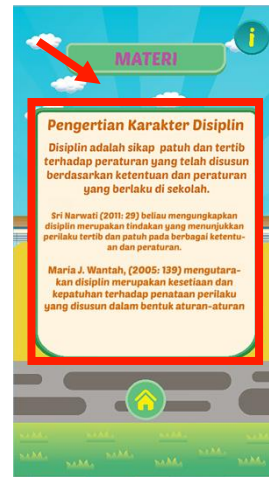 MATERI
i
Pengertian Karakter Disiplin
Disiplin adalah sikap patuh dan tertib
terhadap peraturan yang telah disusun
berdasarkan ketentuan dan peraturan
yang berlaku di sekolah.
Sri Narwati (2011: 29) beliau mengungkapkan
disiplin merupakan tindakan yang menunjukkan
perilaku tertib dan patuh pada berbagai ketentu-
an dan peraturan.
Maria J. Wantah, (2005: 139) mengutara-
kan disiplin merupakan kesetiaan dan
kepatuhan terhadap penataan perilaku
yang disusun dalam bentuk aturan-aturan